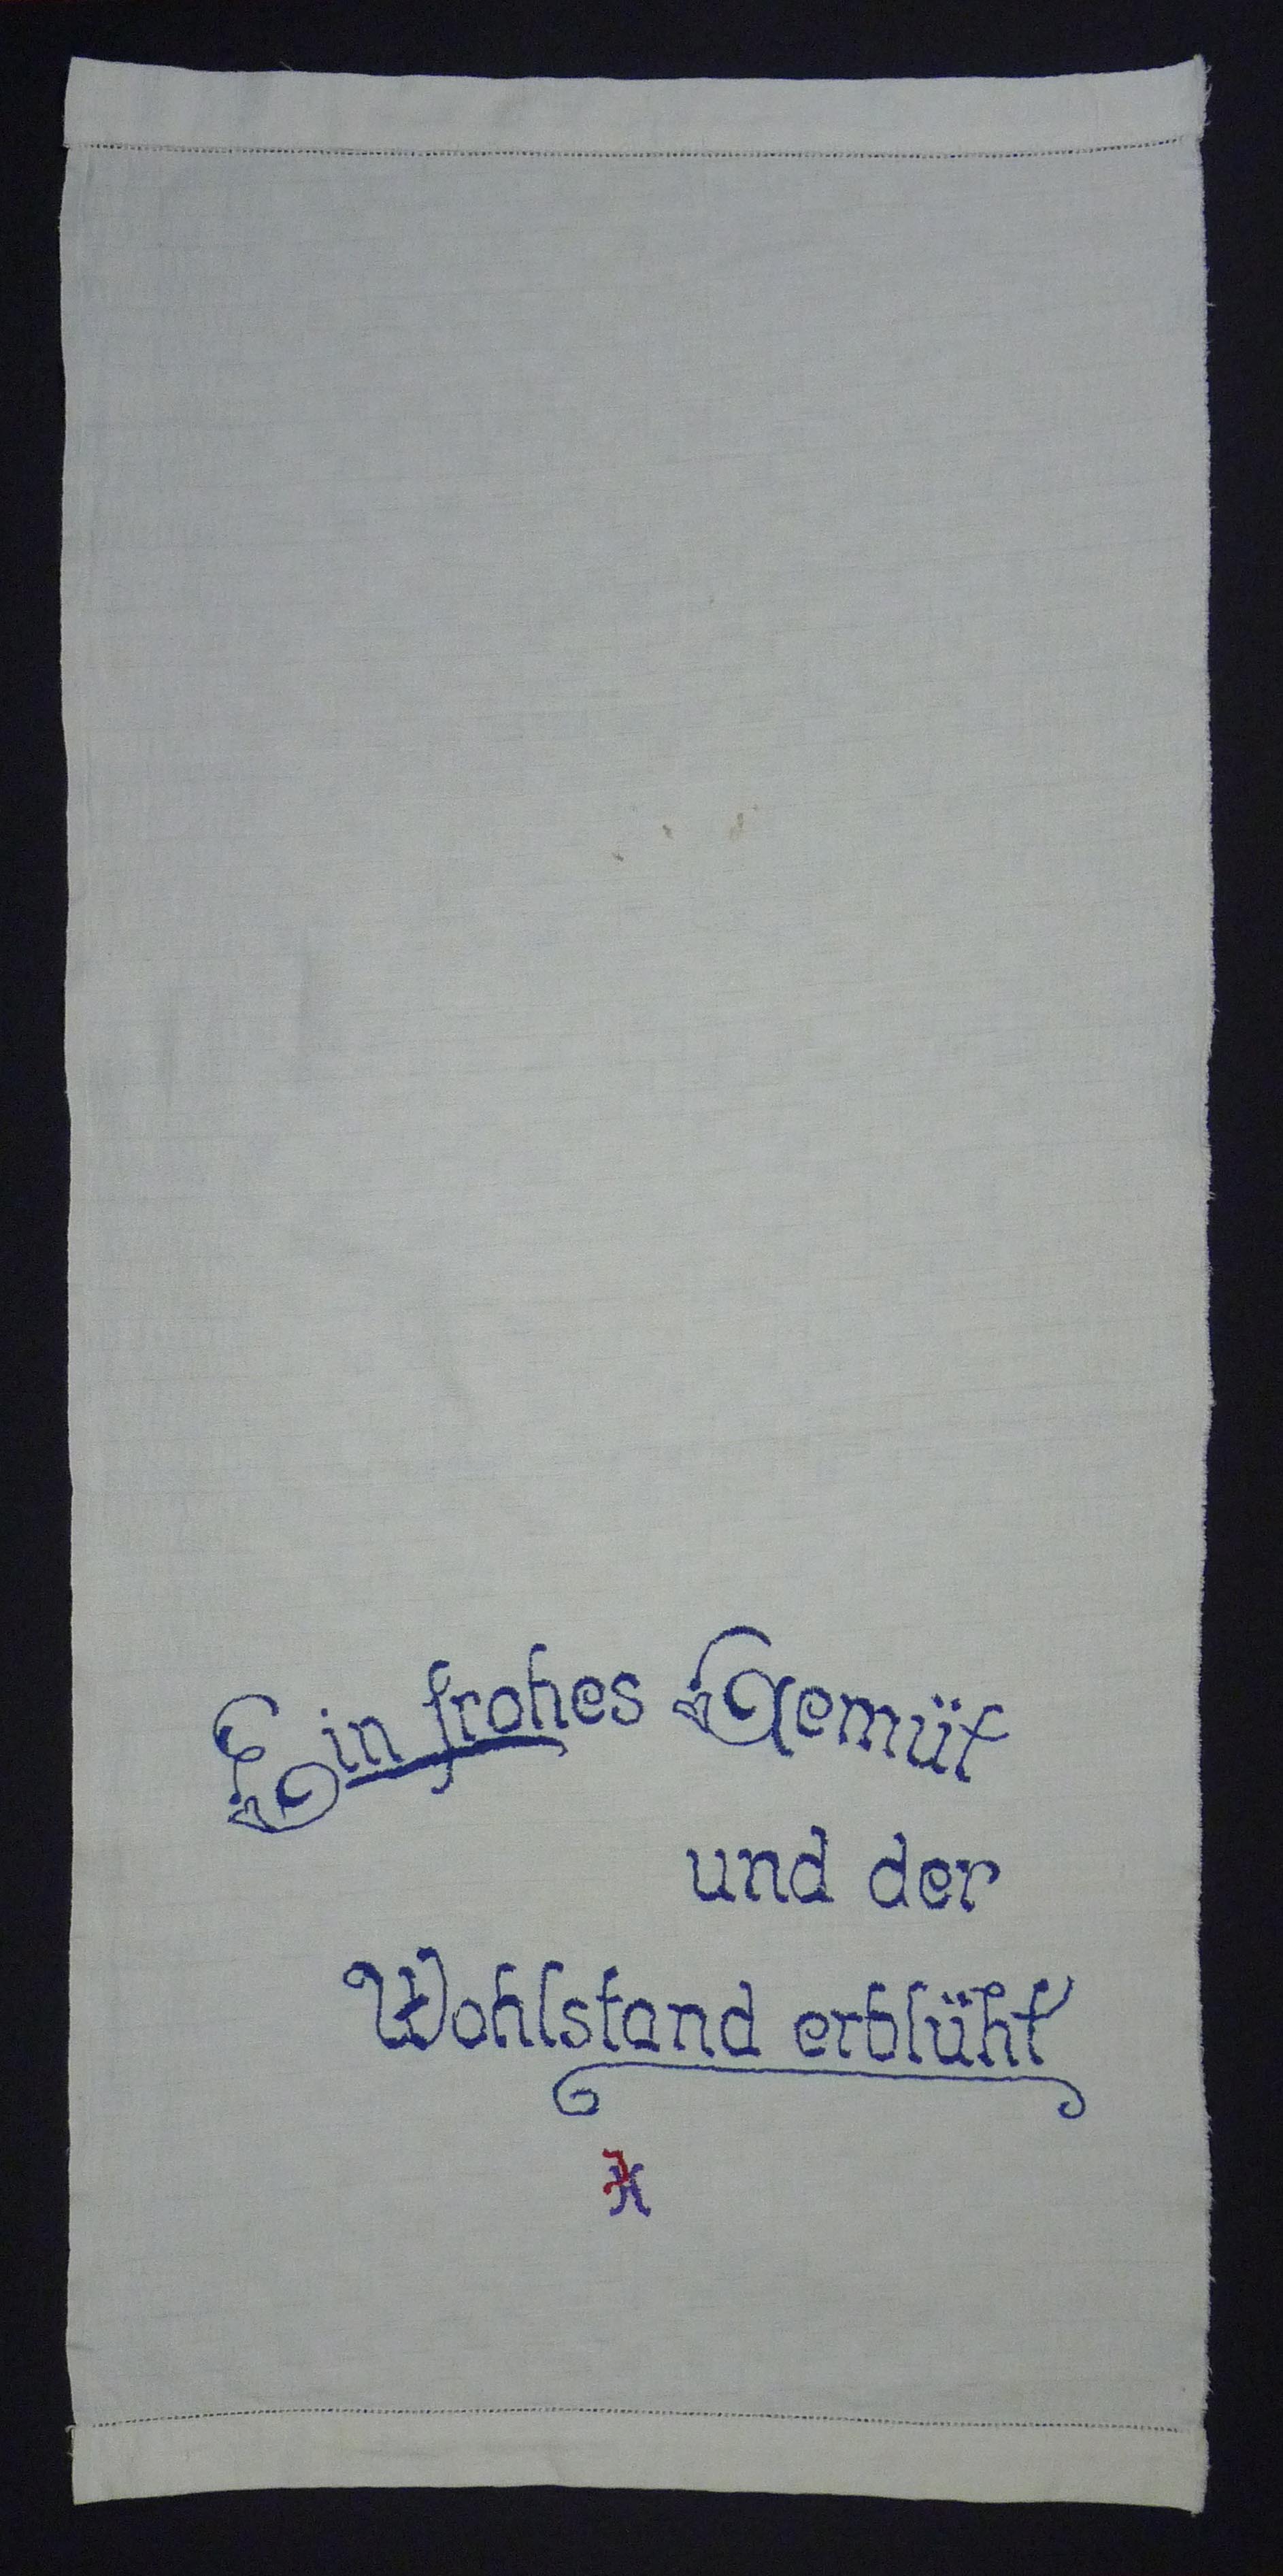 Ein frohes Gemüt
und der
Wohlstand erblüht